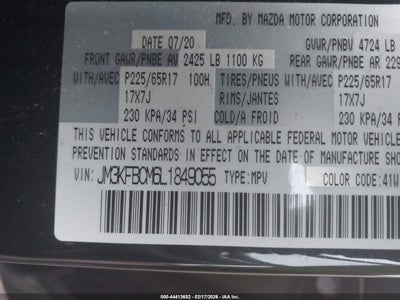 MFD. BY MAZDA MOTOR CORPORATION
DATE 07/20 GVWR/PNBV 4724 LB
FRONT GAWR/PNBE AV 2425 LB 1100 KG REAR GAWR/PNBE AR 229
WITH/AVEC P225/65R17 100H TIRES/PNEUS WITH/AVEC P225/65R17
17X7J RIMS/JANTES 17X7J
230 KPA/34 PSI COLD/A FROID 230 KPA/34
THIS VEHICLE CONFORMS TO ALL APPLICABLE FEDERAL MOTOR VEHICLE
PREVENTION STANDARDS IN EFFECT ON THE DATE OF MANUFACTURE SHOW
VIN: JM3KFBCM6L1849055 TYPE: MPV COLOR CODE: 41W
000-44413652 - 02/17/2026 - IAA Inc.